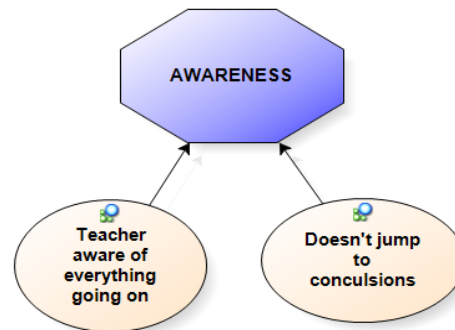 AWARENESS
Teacher
aware of
everything
going on
Doesn't jump
to
conculsions